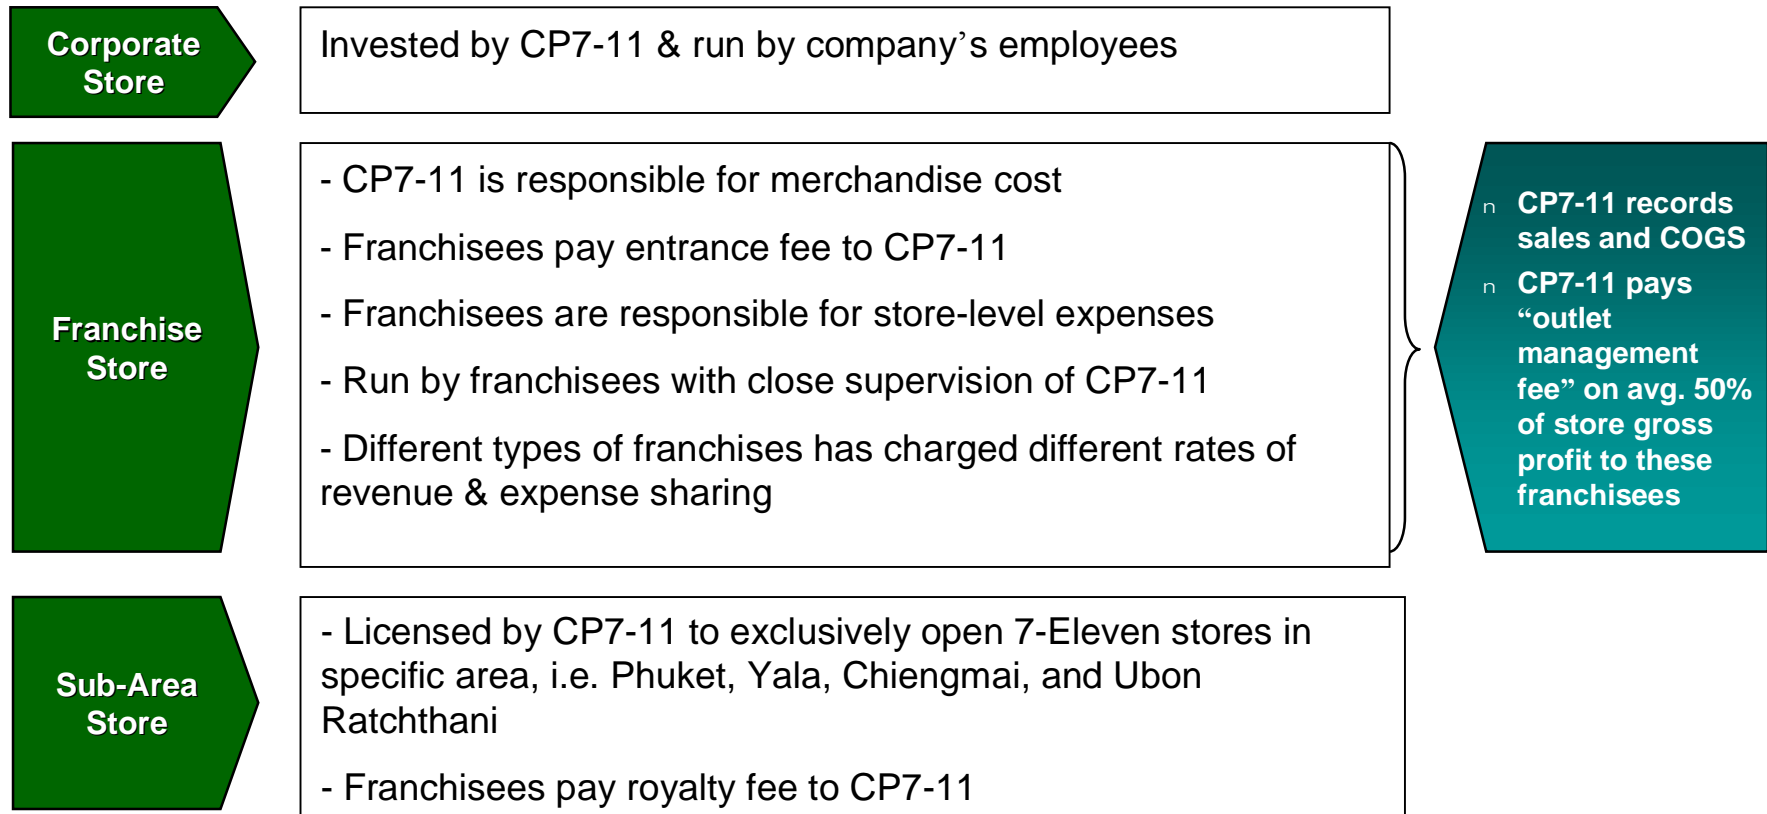 Corporate
Store
Invested by CP7-11 & run by company’s employees
Franchise
Store
- CP7-11 is responsible for merchandise cost
- Franchisees pay entrance fee to CP7-11
- Franchisees are responsible for store-level expenses
- Run by franchisees with close supervision of CP7-11
- Different types of franchises has charged different rates of
revenue & expense sharing
n CP7-11 records
sales and COGS
n CP7-11 pays
“outlet
management
fee” on avg. 50%
of store gross
profit to these
franchisees
Sub-Area
Store
- Licensed by CP7-11 to exclusively open 7-Eleven stores in
specific area, i.e. Phuket, Yala, Chiengmai, and Ubon
Ratchthani
- Franchisees pay royalty fee to CP7-11